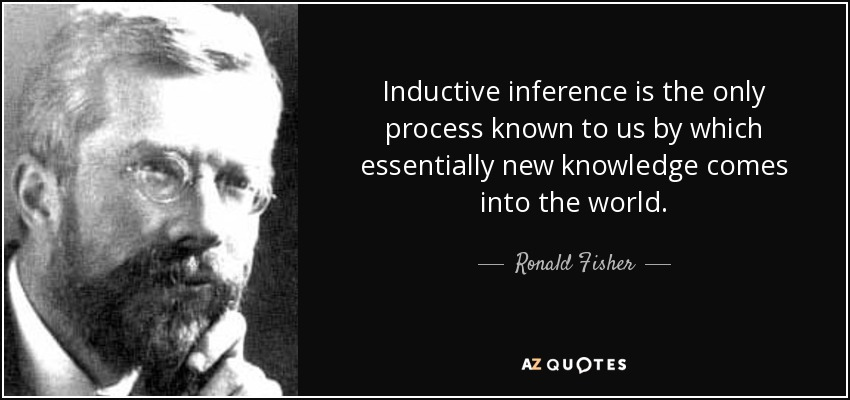 Inductive inference is the only
process known to us by which
essentially new knowledge comes
into the world.
Ronald Fisher
AZ QUOTES